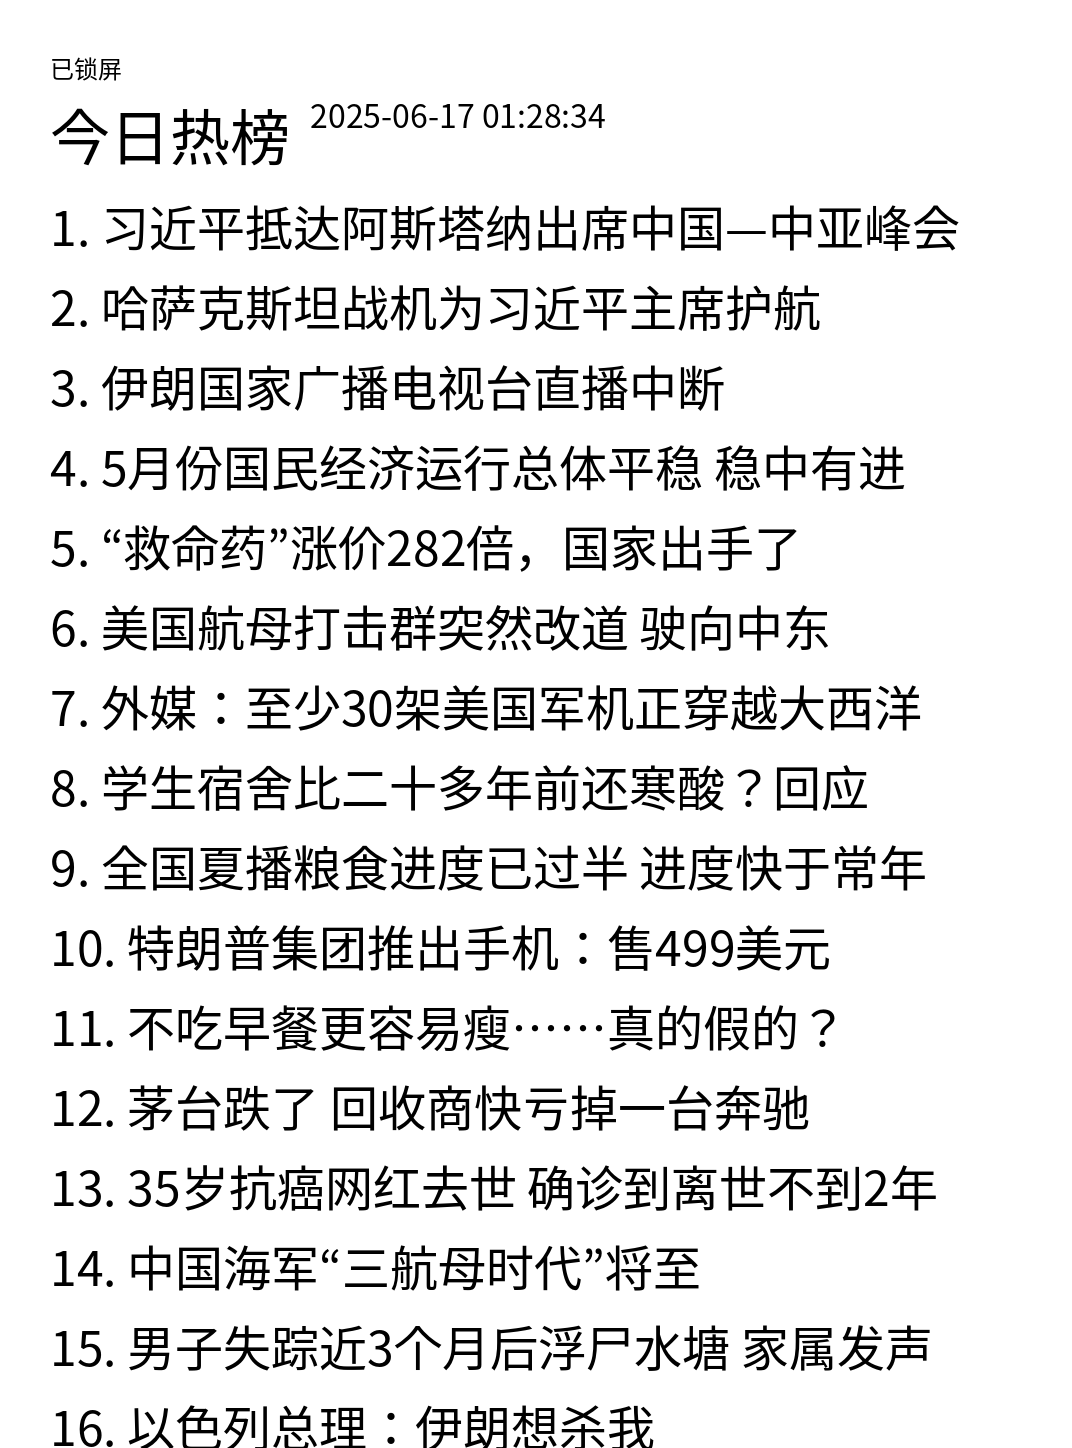 已锁屏
今日热榜 2025-06-17 01:28:34
1. 习近平抵达阿斯塔纳出席中国—中亚峰会
2. 哈萨克斯坦战机为习近平主席护航
3. 伊朗国家广播电视台直播中断
4. 5月份国民经济运行总体平稳 稳中有进
5. “救命药”涨价282倍，国家出手了
6. 美国航母打击群突然改道 驶向中东
7. 外媒：至少30架美国军机正穿越大西洋
8. 学生宿舍比二十多年前还寒酸？回应
9. 全国夏播粮食进度已过半 进度快于常年
10. 特朗普集团推出手机：售499美元
11. 不吃早餐更容易瘦……真的假的？
12. 茅台跌了 回收商快亏掉一台奔驰
13. 35岁抗癌网红去世 确诊到离世不到2年
14. 中国海军“三航母时代”将至
15. 男子失踪近3个月后浮尸水塘 家属发声
16. 以色列总理：伊朗想杀我